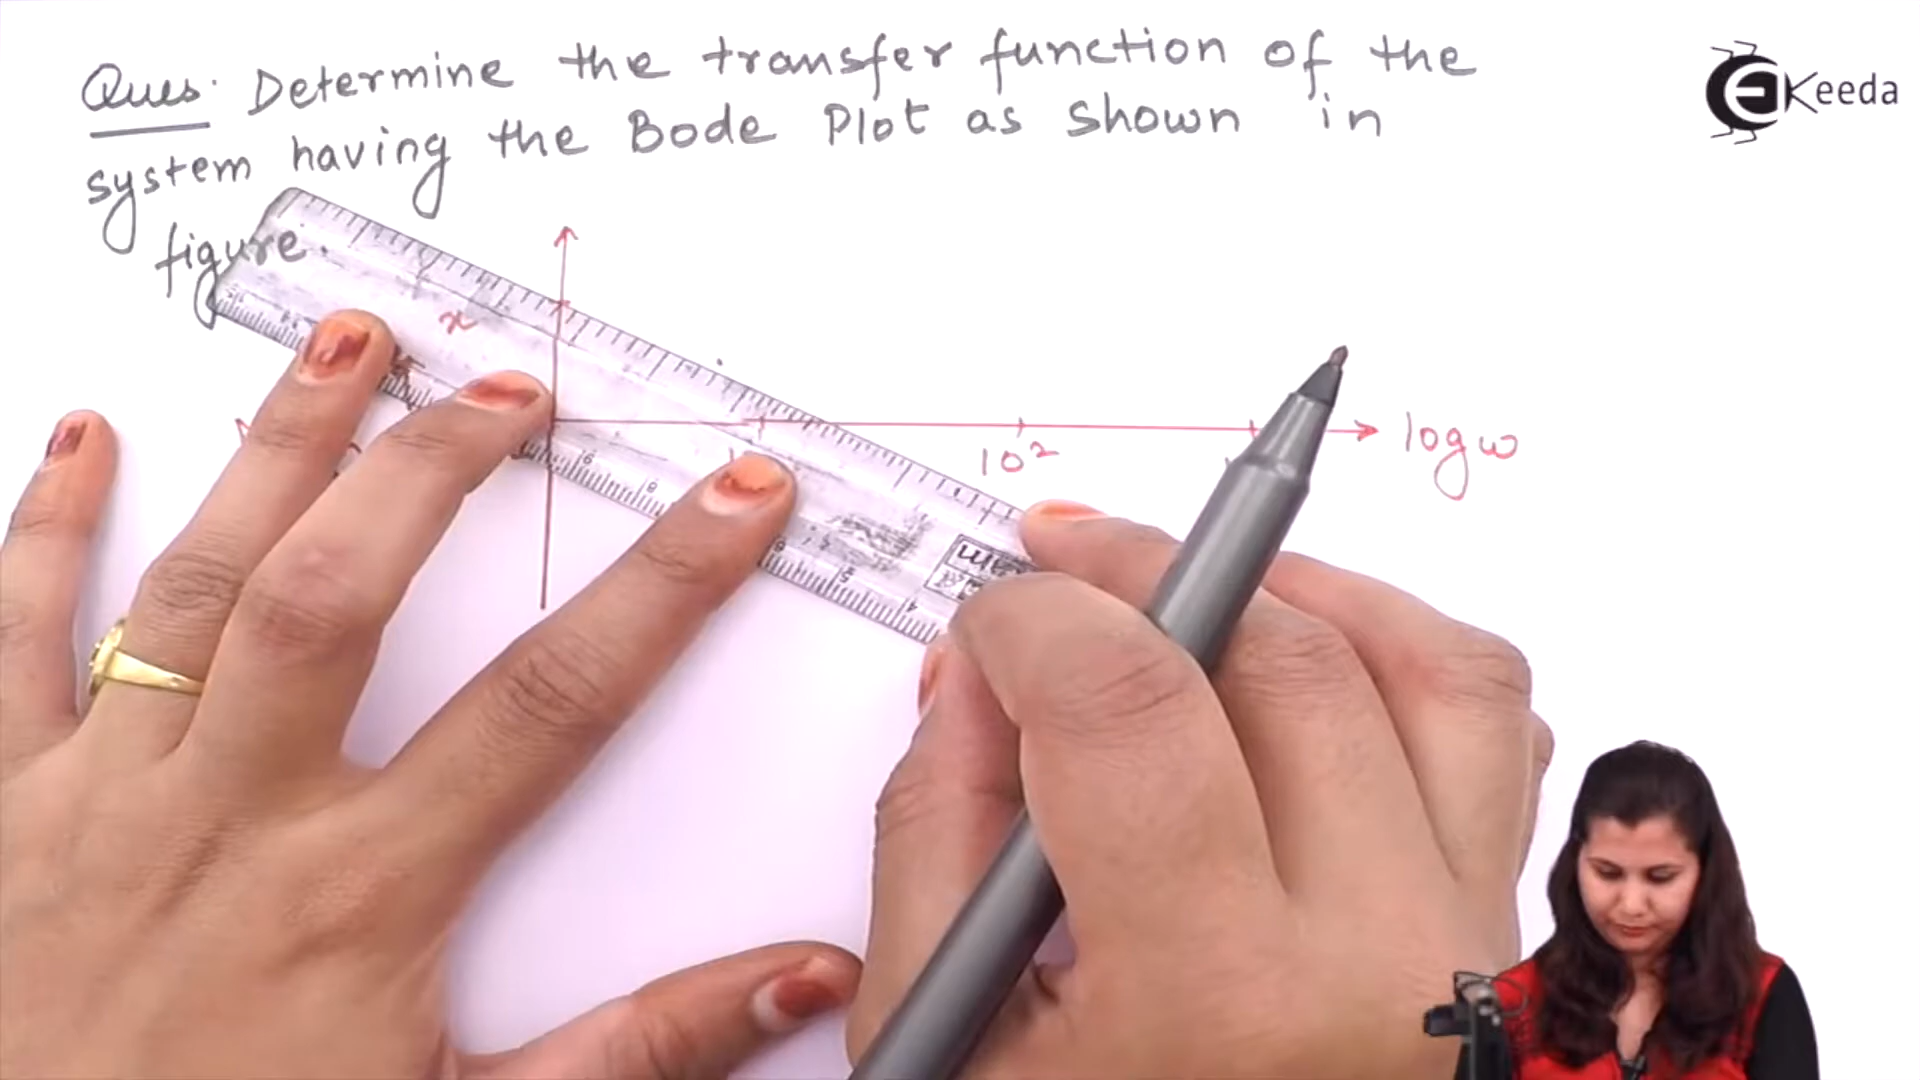 Ques. Determine the transfer function of the
system having the Bode Plot as shown in
figure.
Keeda
x
10²
log ω